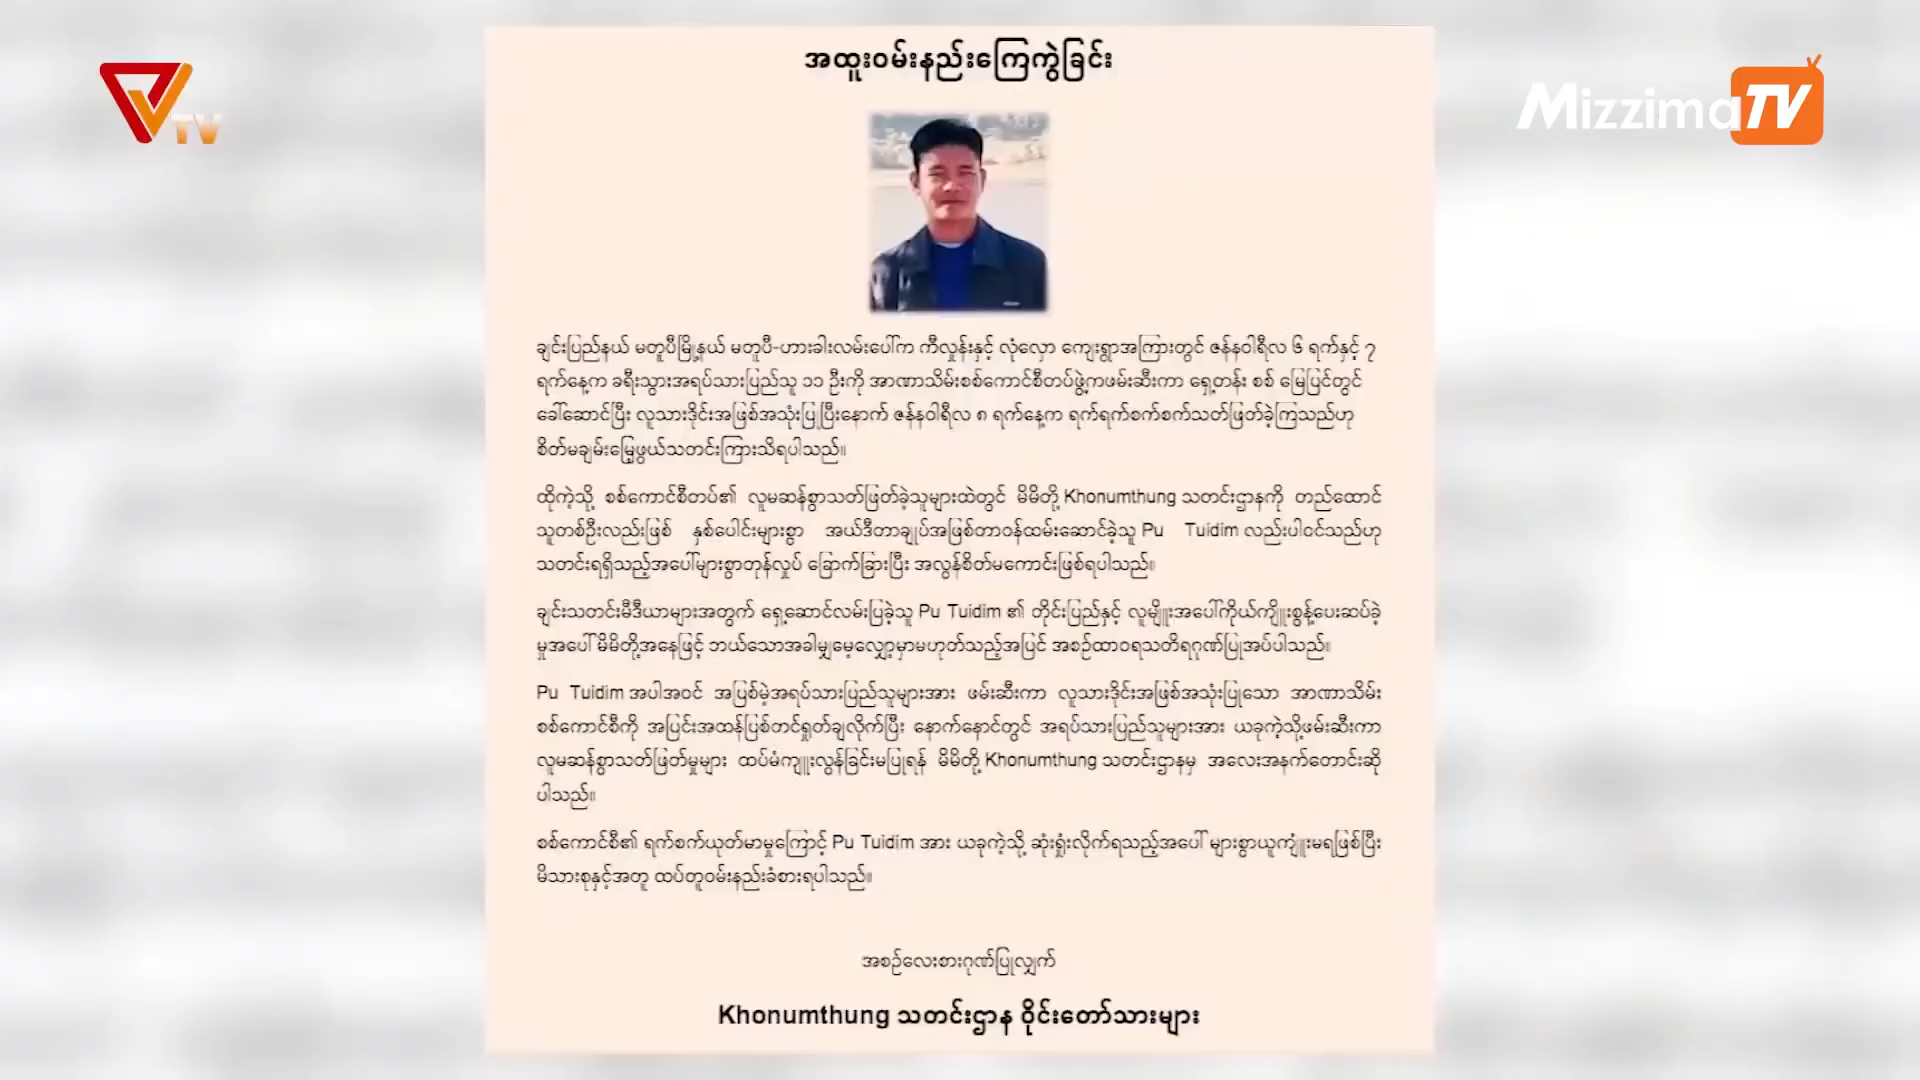 TV
MizzimaTV
အထူးဝမ်းနည်းကြေကွဲခြင်း
ချင်းပြည်နယ် မတူပီမြို့နယ် မတူပီ-ဟားခါးလမ်းပေါ်က ကီလှုန်းနှင့် လုံလှော ကျေးရွာအကြားတွင် ဇန်နဝါရီလ ၆ ရက်နှင့် ၇
ရက်နေ့က ခရီးသွားအရပ်သားပြည်သူ ၁၁ ဦးကို အာဏာသိမ်းစစ်ကောင်စီတပ်ဖွဲ့ကဖမ်းဆီးကာ ရှေ့တန်း စစ် မြေပြင်တွင်
ခေါ်ဆောင်ပြီး လူသားဒိုင်းအဖြစ်အသုံးပြုပြီးနောက် ဇန်နဝါရီလ ၈ ရက်နေ့က ရက်ရက်စက်စက်သတ်ဖြတ်ခဲ့ကြသည်ဟု
စိတ်မချမ်းမြေ့ဖွယ်သတင်းကြားသိရပါသည်။
ထိုကဲ့သို့ စစ်ကောင်စီတပ်၏ လူမဆန်စွာသတ်ဖြတ်ခဲ့သူများထဲတွင် မိမိတို့ Khonumthung သတင်းဌာနကို တည်ထောင်
သူတစ်ဦးလည်းဖြစ် နှစ်ပေါင်းများစွာ အယ်ဒီတာချုပ်အဖြစ်တာဝန်ထမ်းဆောင်ခဲ့သူ Pu Tuidim လည်းပါဝင်သည်ဟု
သတင်းရရှိသည့်အပေါ်များစွာတုန်လှုပ် ခြောက်ခြားပြီး အလွန်စိတ်မကောင်းဖြစ်ရပါသည်။
ချင်းသတင်းမီဒီယာများအတွက် ရှေ့ဆောင်လမ်းပြခဲ့သူ Pu Tuidim ၏ တိုင်းပြည်နှင့် လူမျိုးအပေါ်ကိုယ်ကျိုးစွန့်ပေးဆပ်ခဲ့
မှုအပေါ် မိမိတို့အနေဖြင့် ဘယ်သောအခါမျှမေ့လျှော့မှာမဟုတ်သည့်အပြင် အစဉ်ထာဝရသတိရဂုဏ်ပြုအပ်ပါသည်။
Pu Tuidim အပါအဝင် အပြစ်မဲ့အရပ်သားပြည်သူများအား ဖမ်းဆီးကာ လူသားဒိုင်းအဖြစ်အသုံးပြုသော အာဏာသိမ်း
စစ်ကောင်စီကို အပြင်းအထန်ပြစ်တင်ရှုတ်ချလိုက်ပြီး နောက်နောင်တွင် အရပ်သားပြည်သူများအား ယခုကဲ့သို့ဖမ်းဆီးကာ
လူမဆန်စွာသတ်ဖြတ်မှုများ ထပ်မံကျူးလွန်ခြင်းမပြုရန် မိမိတို့ Khonumthung သတင်းဌာနမှ အလေးအနက်တောင်းဆို
ပါသည်။
စစ်ကောင်စီ၏ ရက်စက်ယုတ်မာမှုကြောင့် Pu Tuidim အား ယခုကဲ့သို့ ဆုံးရှုံးလိုက်ရသည့်အပေါ် များစွာယူကျုံးမရဖြစ်ပြီး
မိသားစုနှင့်အတူ ထပ်တူဝမ်းနည်းခံစားရပါသည်။
အစဉ်လေးစားဂုဏ်ပြုလျှက်
Khonumthung သတင်းဌာန ဝိုင်းတော်သားများ